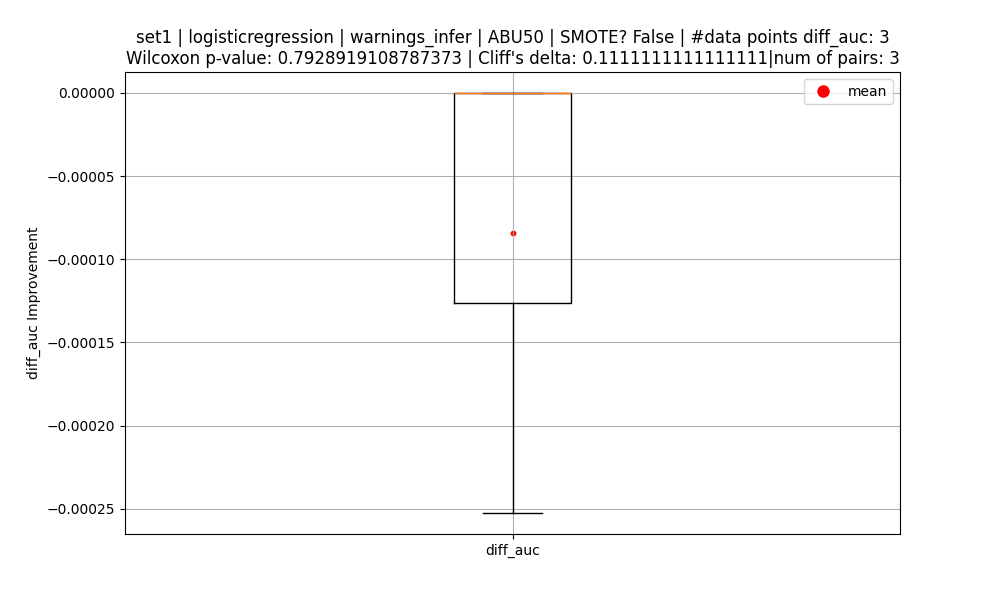 set1 | logisticregression | warnings_infer | ABU50 | SMOTE? False | #data points diff_auc: 3
Wilcoxon p-value: 0.7928919108787373 | Cliff's delta: 0.1111111111111111|num of pairs: 3
mean
0.00000
−0.00005
−0.00010
−0.00015
−0.00020
−0.00025
diff_auc Improvement
diff_auc